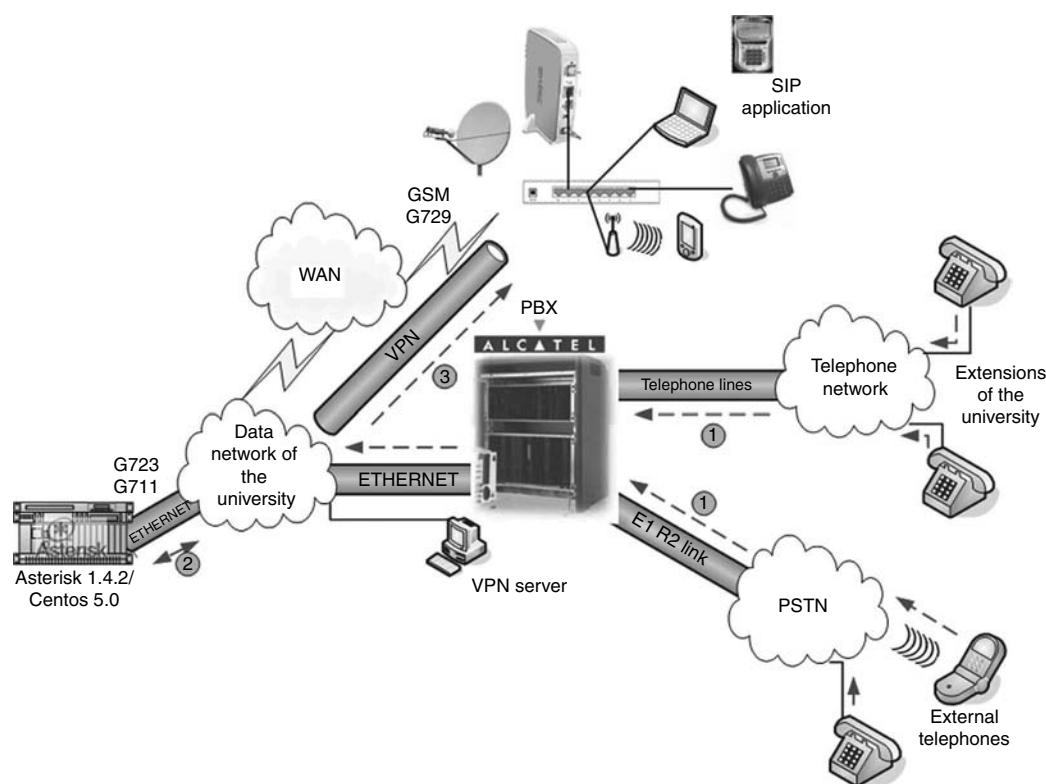 SIP
application
GSM
G729
WAN
VPN
3
PBX
ALCATEL
Telephone lines
1
Telephone
network
Extensions of
the
university
Data
network of
the
university
ETHERNET
G723
G711
ETHERNET
2
Asterisk
Asterisk 1.4.2/
Centos 5.0
VPN server
1
E1 R2 link
PSTN
External
telephones